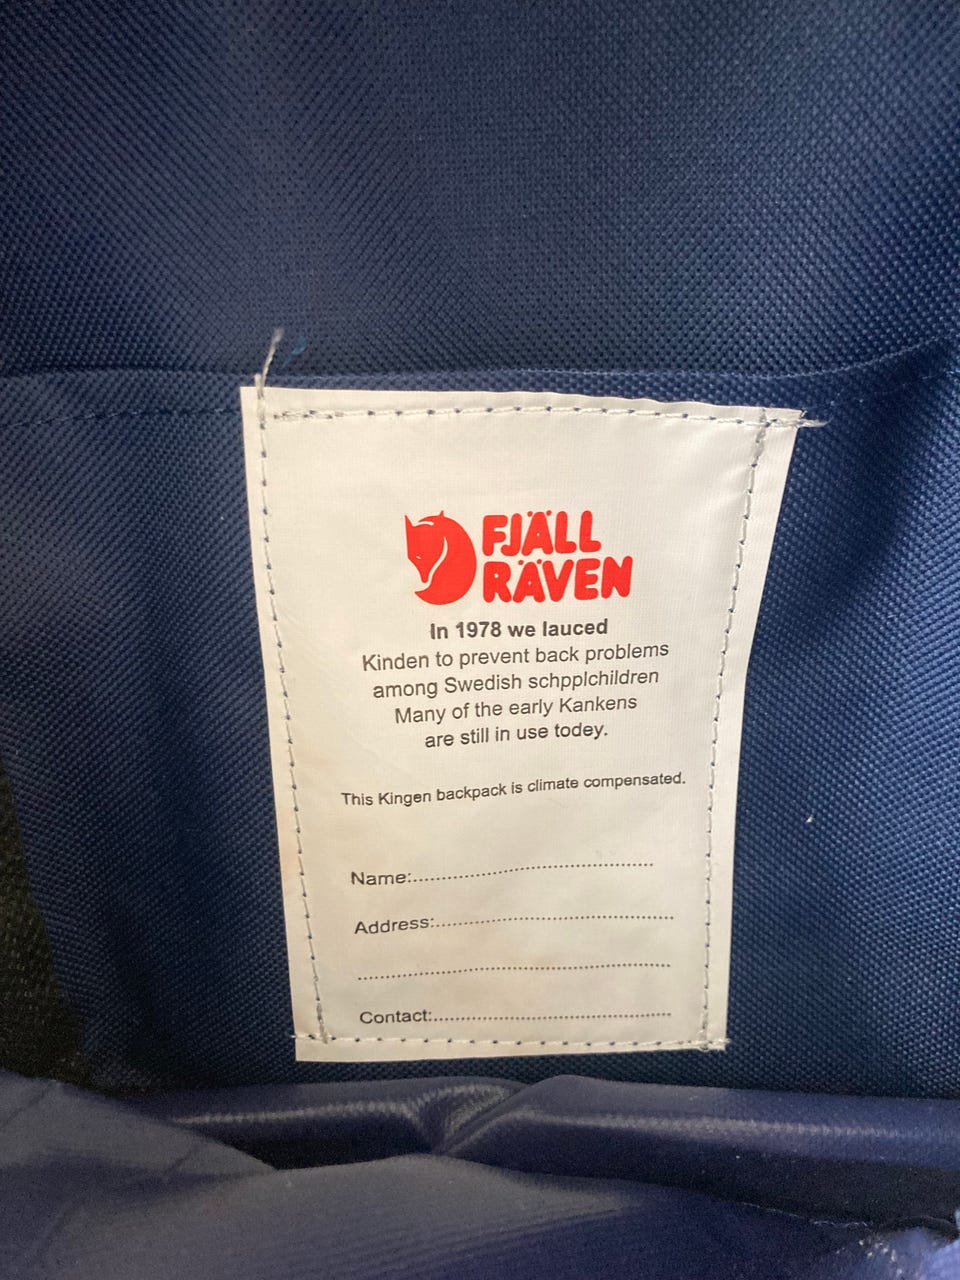 FJÄLL
RÄVEN
In 1978 we lauced
Kinden to prevent back problems
among Swedish schpplchildren
Many of the early Kankens
are still in use todey.
This Kingen backpack is climate compensated.
Name:
Address:
Contact: